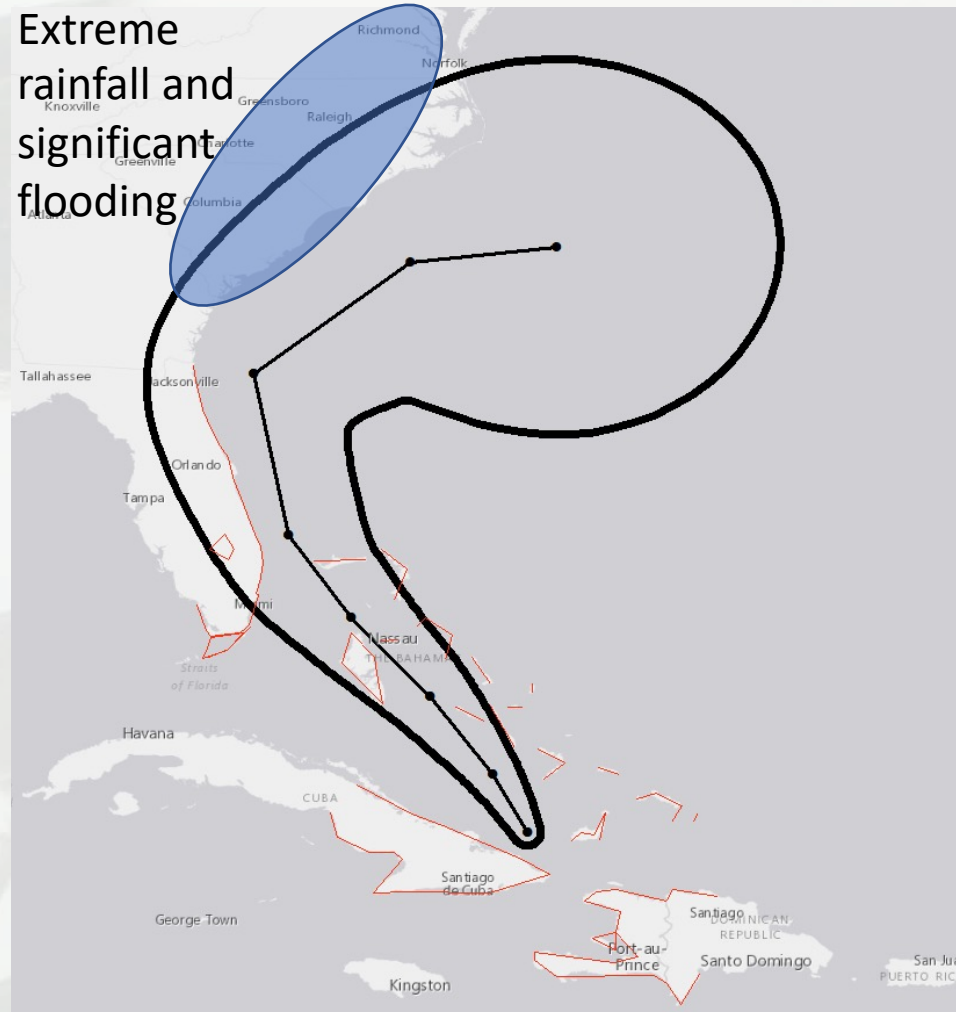 Extreme
rainfall and
significant
flooding
Richmond
Norfolk
Knoxville
Greensboro
Raleigh
Charlotte
Greenville
Columbia
Atlanta
Tallahassee
Jacksonville
Orlando
Tampa
Miami
Nassau
THE BAHAMAS
Straits
of Florida
Havana
CUBA
Santiago
de Cuba
George Town
Santiago
DOMINICAN
REPUBLIC
Port-au-
Prince
Santo Domingo
San Jua
PUERTO RIC
Kingston